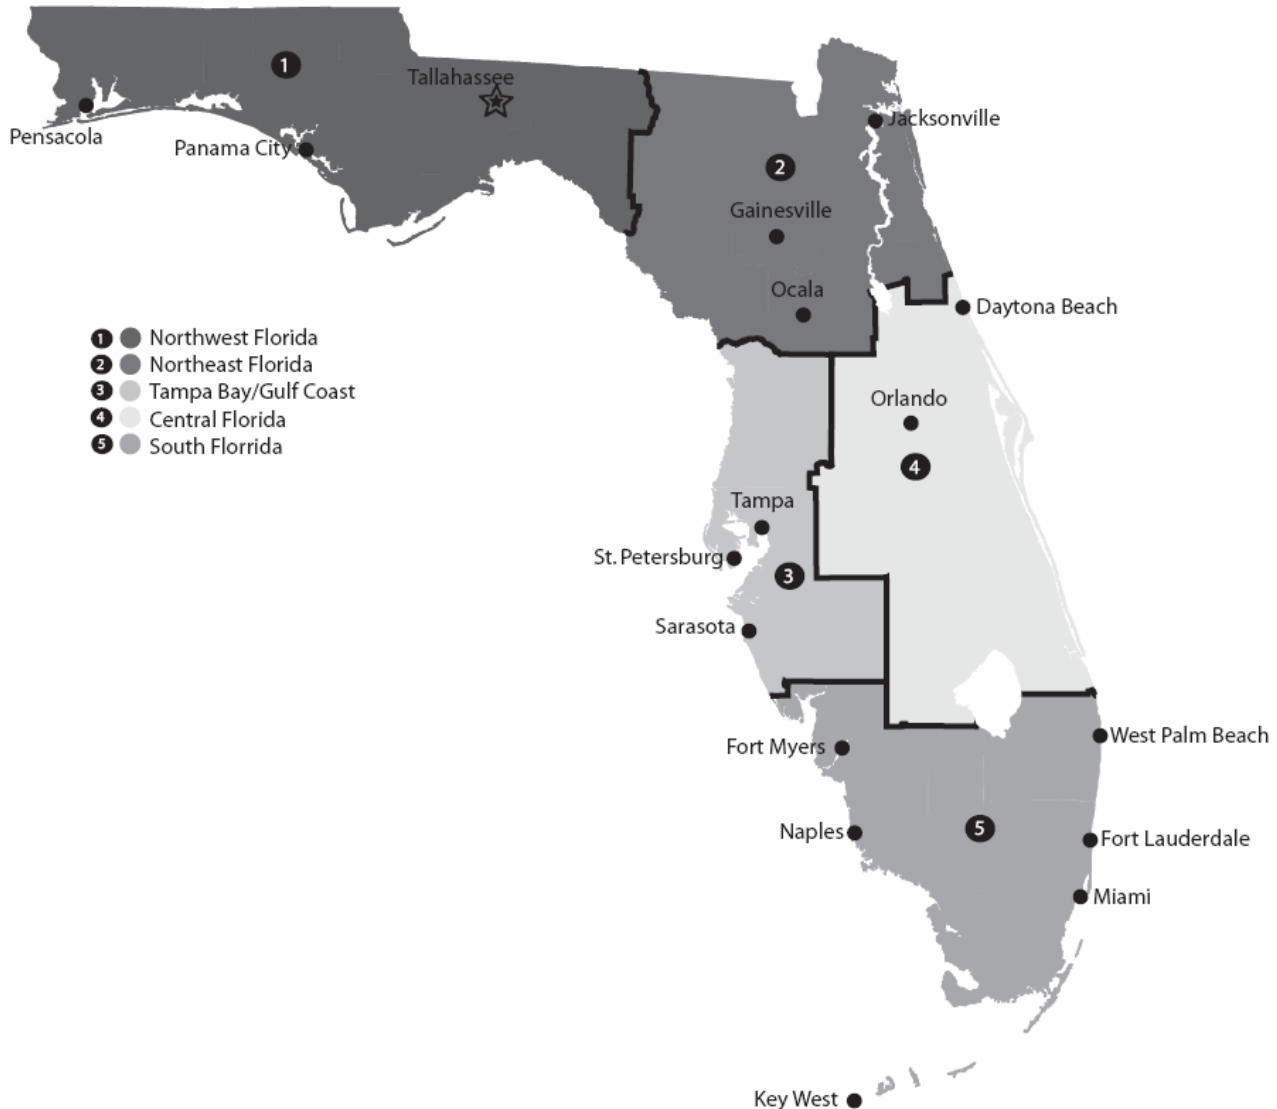 1
Tallahassee
Pensacola
Panama City
Jacksonville
2
Gainesville
Ocala
Daytona Beach
1 Northwest Florida
2 Northeast Florida
3 Tampa Bay/Gulf Coast
4 Central Florida
5 South Florrida
Orlando
4
Tampa
St. Petersburg
3
Sarasota
West Palm Beach
Fort Myers
5
Naples
Fort Lauderdale
Miami
Key West